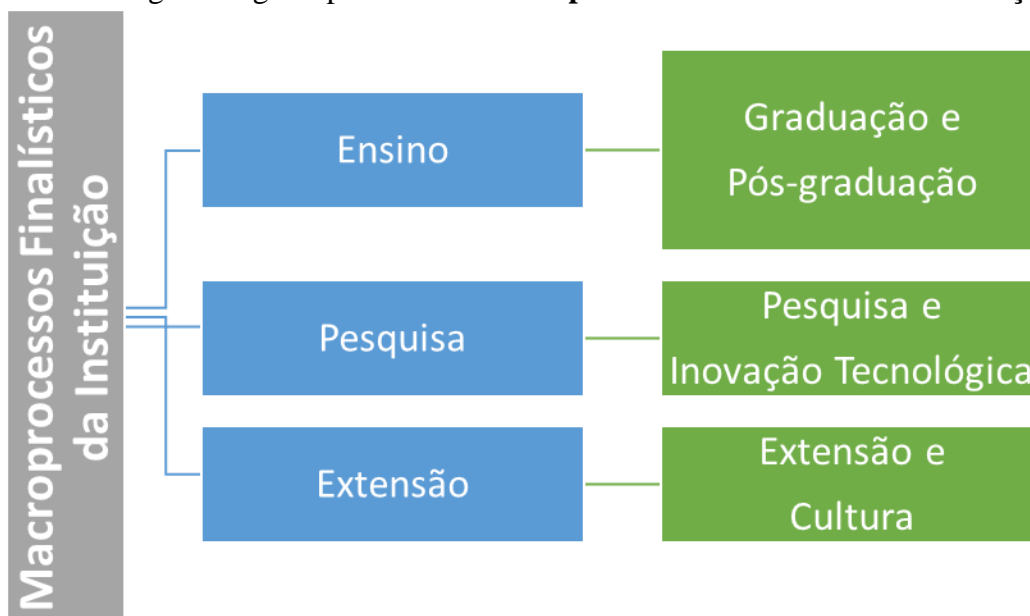 Macroprocessos Finalísticos
da Instituição
Ensino
Graduação e
Pós-graduação
Pesquisa
Pesquisa e
Inovação Tecnológica
Extensão
Extensão e
Cultura